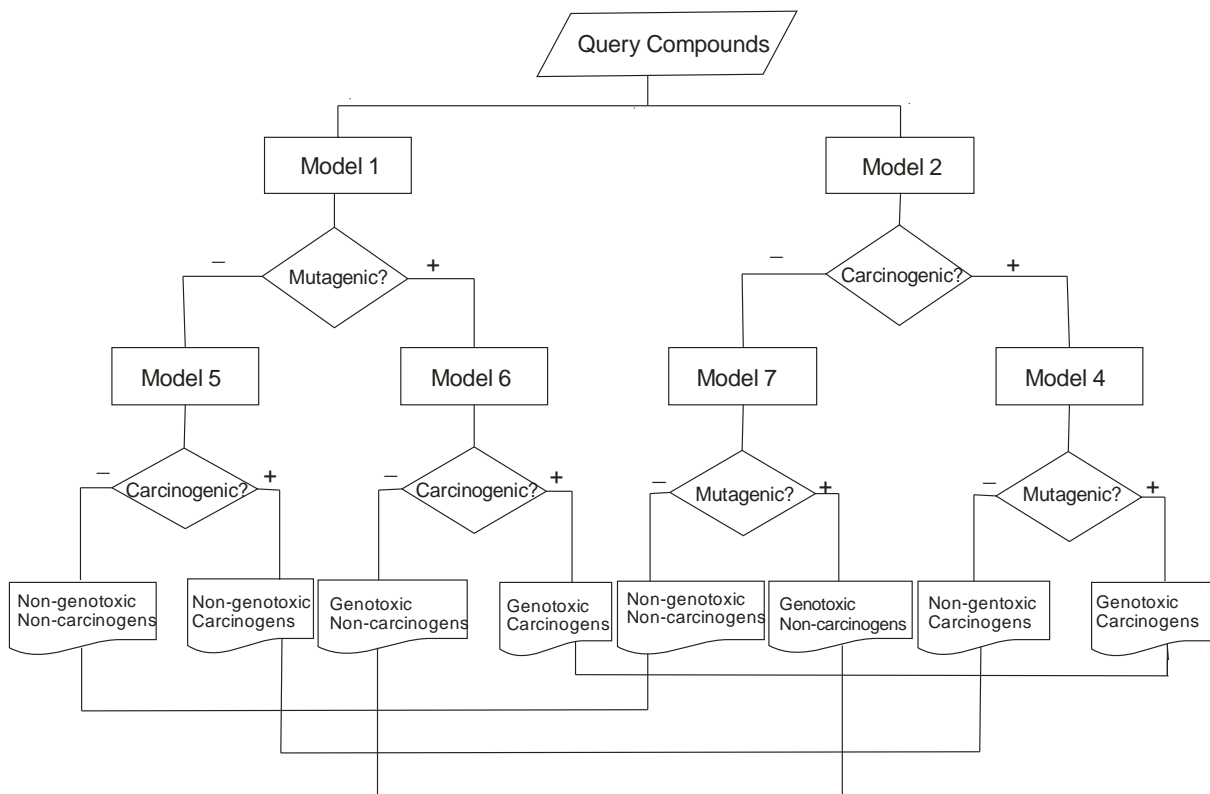 Query Compounds
Model 1
Model 2
Mutagenic?
Carcinogenic?
–
+
–
+
Model 5
Model 6
Model 7
Model 4
Carcinogenic?
Carcinogenic?
Mutagenic?
Mutagenic?
–
+
–
+
–
+
–
+
Non-genotoxic
Non-carcinogens
Non-genotoxic
Carcinogens
Genotoxic
Non-carcinogens
Genotoxic
Carcinogens
Non-genotoxic
Non-carcinogens
Genotoxic
Non-carcinogens
Non-gentoxic
Carcinogens
Genotoxic
Carcinogens